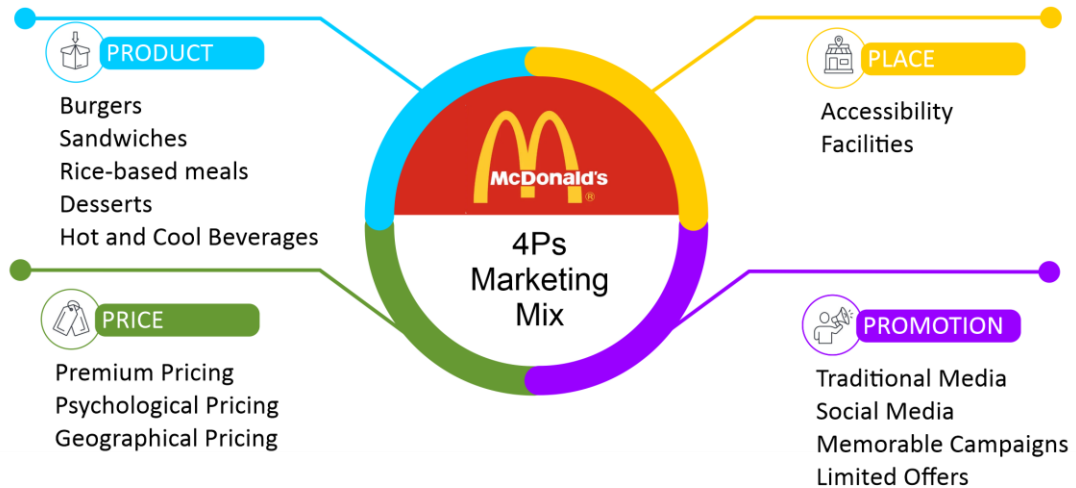 PRODUCT
Burgers
Sandwiches
Rice-based meals
Desserts
Hot and Cool Beverages
PLACE
Accessibility
Facilities
McDonald's
®
4Ps
Marketing
Mix
PRICE
Premium Pricing
Psychological Pricing
Geographical Pricing
PROMOTION
Traditional Media
Social Media
Memorable Campaigns
Limited Offers